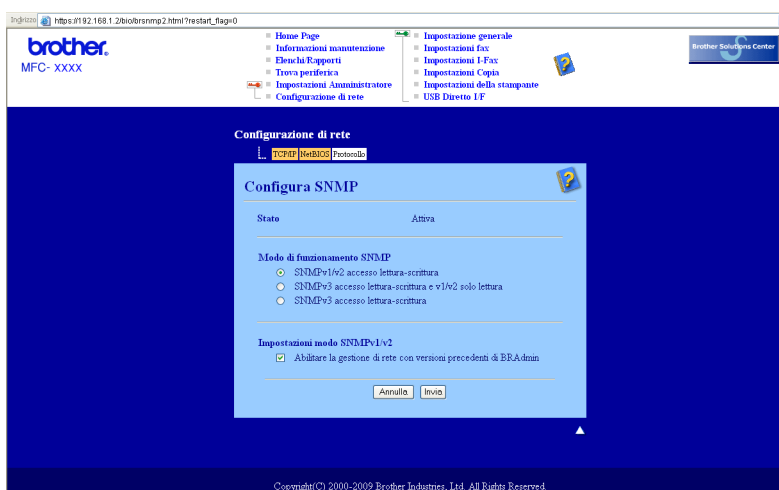 Indirizzo https://192.168.1.2/bio/brsnmp2.html?restart_flag=0
brother®
MFC- XXXX
Home Page
Informazioni manutenzione
Elenchi/Rapporti
Trova periferica
Impostazioni Amministratore
Configurazione di rete
Impostazione generale
Impostazioni fax
Impostazioni I-Fax
Impostazioni Copia
Impostazioni della stampante
USB Diretto I/F
Brother Solutions Center
Configurazione di rete
TCP/IP NetBIOS Protocollo
Configura SNMP
Stato Attiva
Modo di funzionamento SNMP
SNMPv1/v2 accesso lettura-scrittura
SNMPv3 accesso lettura-scrittura e v1/v2 solo lettura
SNMPv3 accesso lettura-scrittura
Impostazioni modo SNMPv1/v2
Abilitare la gestione di rete con versioni precedenti di BRAdmin
Annulla Invia
Copyright(C) 2000-2009 Brother Industries, Ltd. All Rights Reserved.